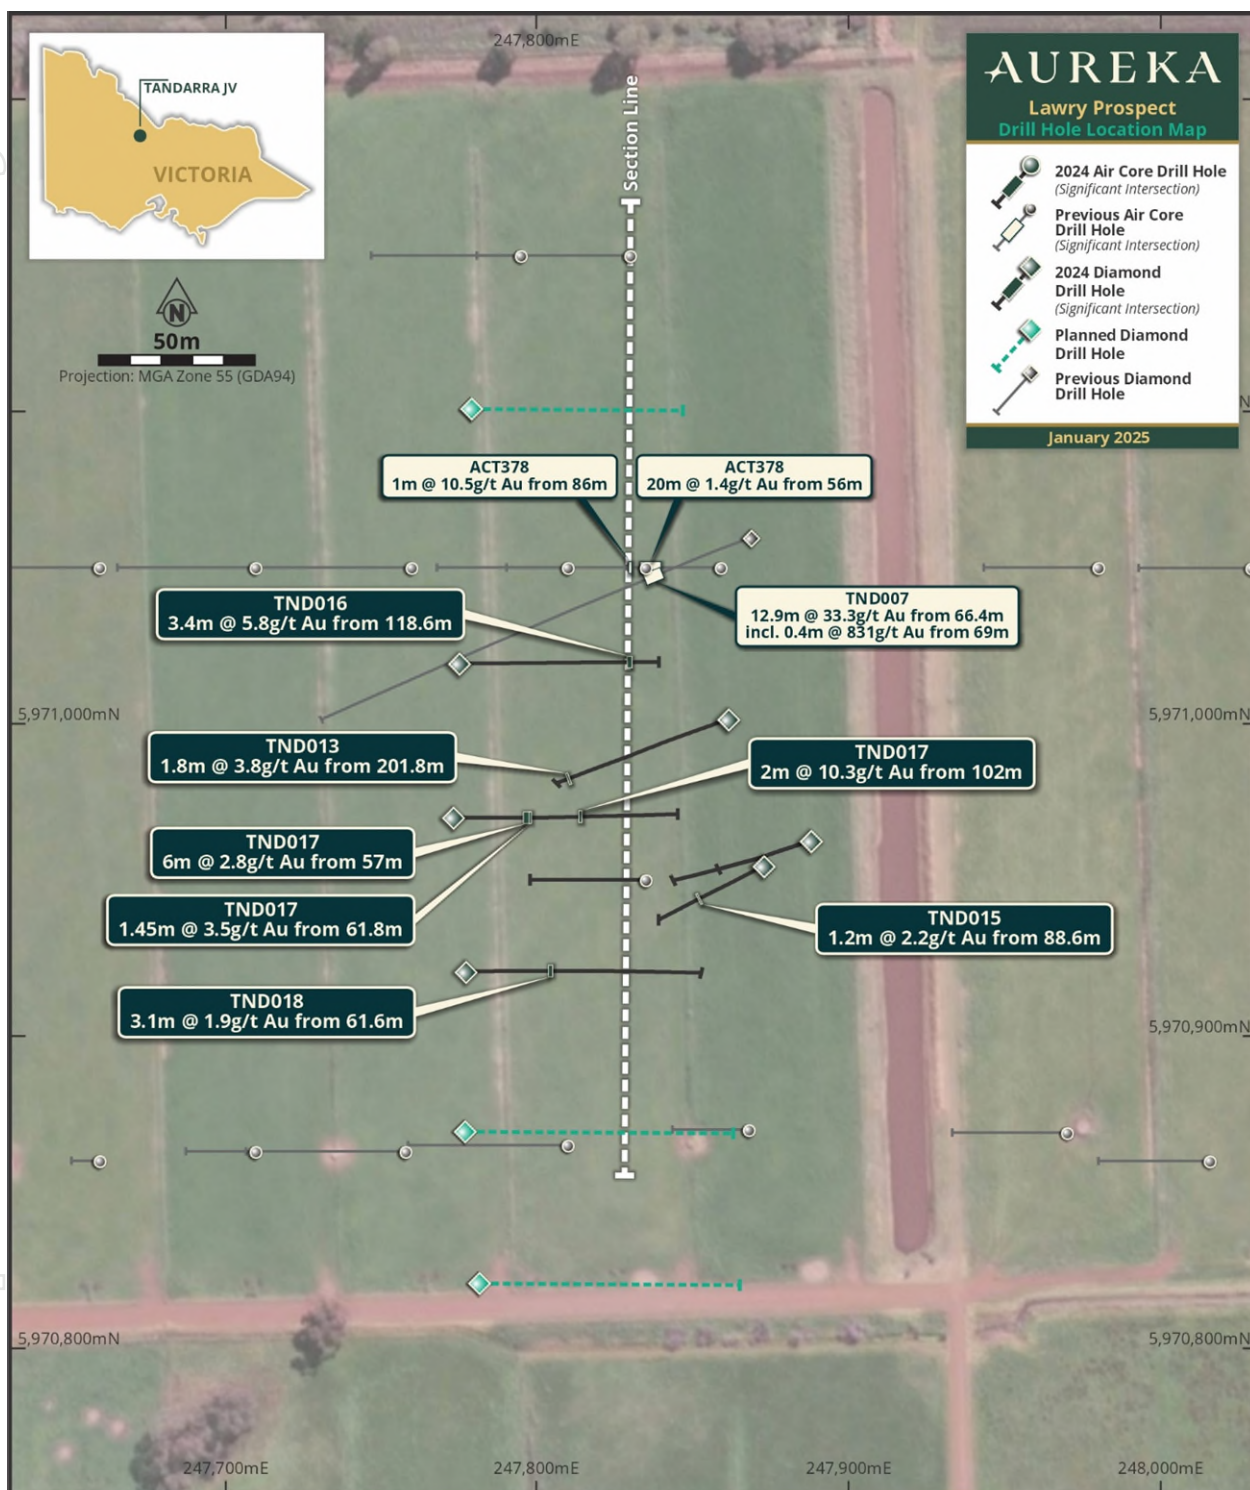 247,800mE
TANDARRA JV
VICTORIA
N
50m
Projection: MGA Zone 55 (GDA94)
Section Line
AUREKA
Lawry Prospect
Drill Hole Location Map
2024 Air Core Drill Hole
(Significant Intersection)
Previous Air Core
Drill Hole
(Significant Intersection)
2024 Diamond
Drill Hole
(Significant Intersection)
Planned Diamond
Drill Hole
Previous Diamond
Drill Hole
January 2025
ACT378
1m @ 10.5g/t Au from 86m
ACT378
20m @ 1.4g/t Au from 56m
TND016
3.4m @ 5.8g/t Au from 118.6m
TND007
12.9m @ 33.3g/t Au from 66.4m
incl. 0.4m @ 831g/t Au from 69m
5,971,000mN
5,971,000mN
TND013
1.8m @ 3.8g/t Au from 201.8m
TND017
2m @ 10.3g/t Au from 102m
TND017
6m @ 2.8g/t Au from 57m
TND017
1.45m @ 3.5g/t Au from 61.8m
TND015
1.2m @ 2.2g/t Au from 88.6m
TND018
3.1m @ 1.9g/t Au from 61.6m
5,970,900mN
5,970,800mN
5,970,800mN
247,700mE
247,800mE
247,900mE
248,000mE